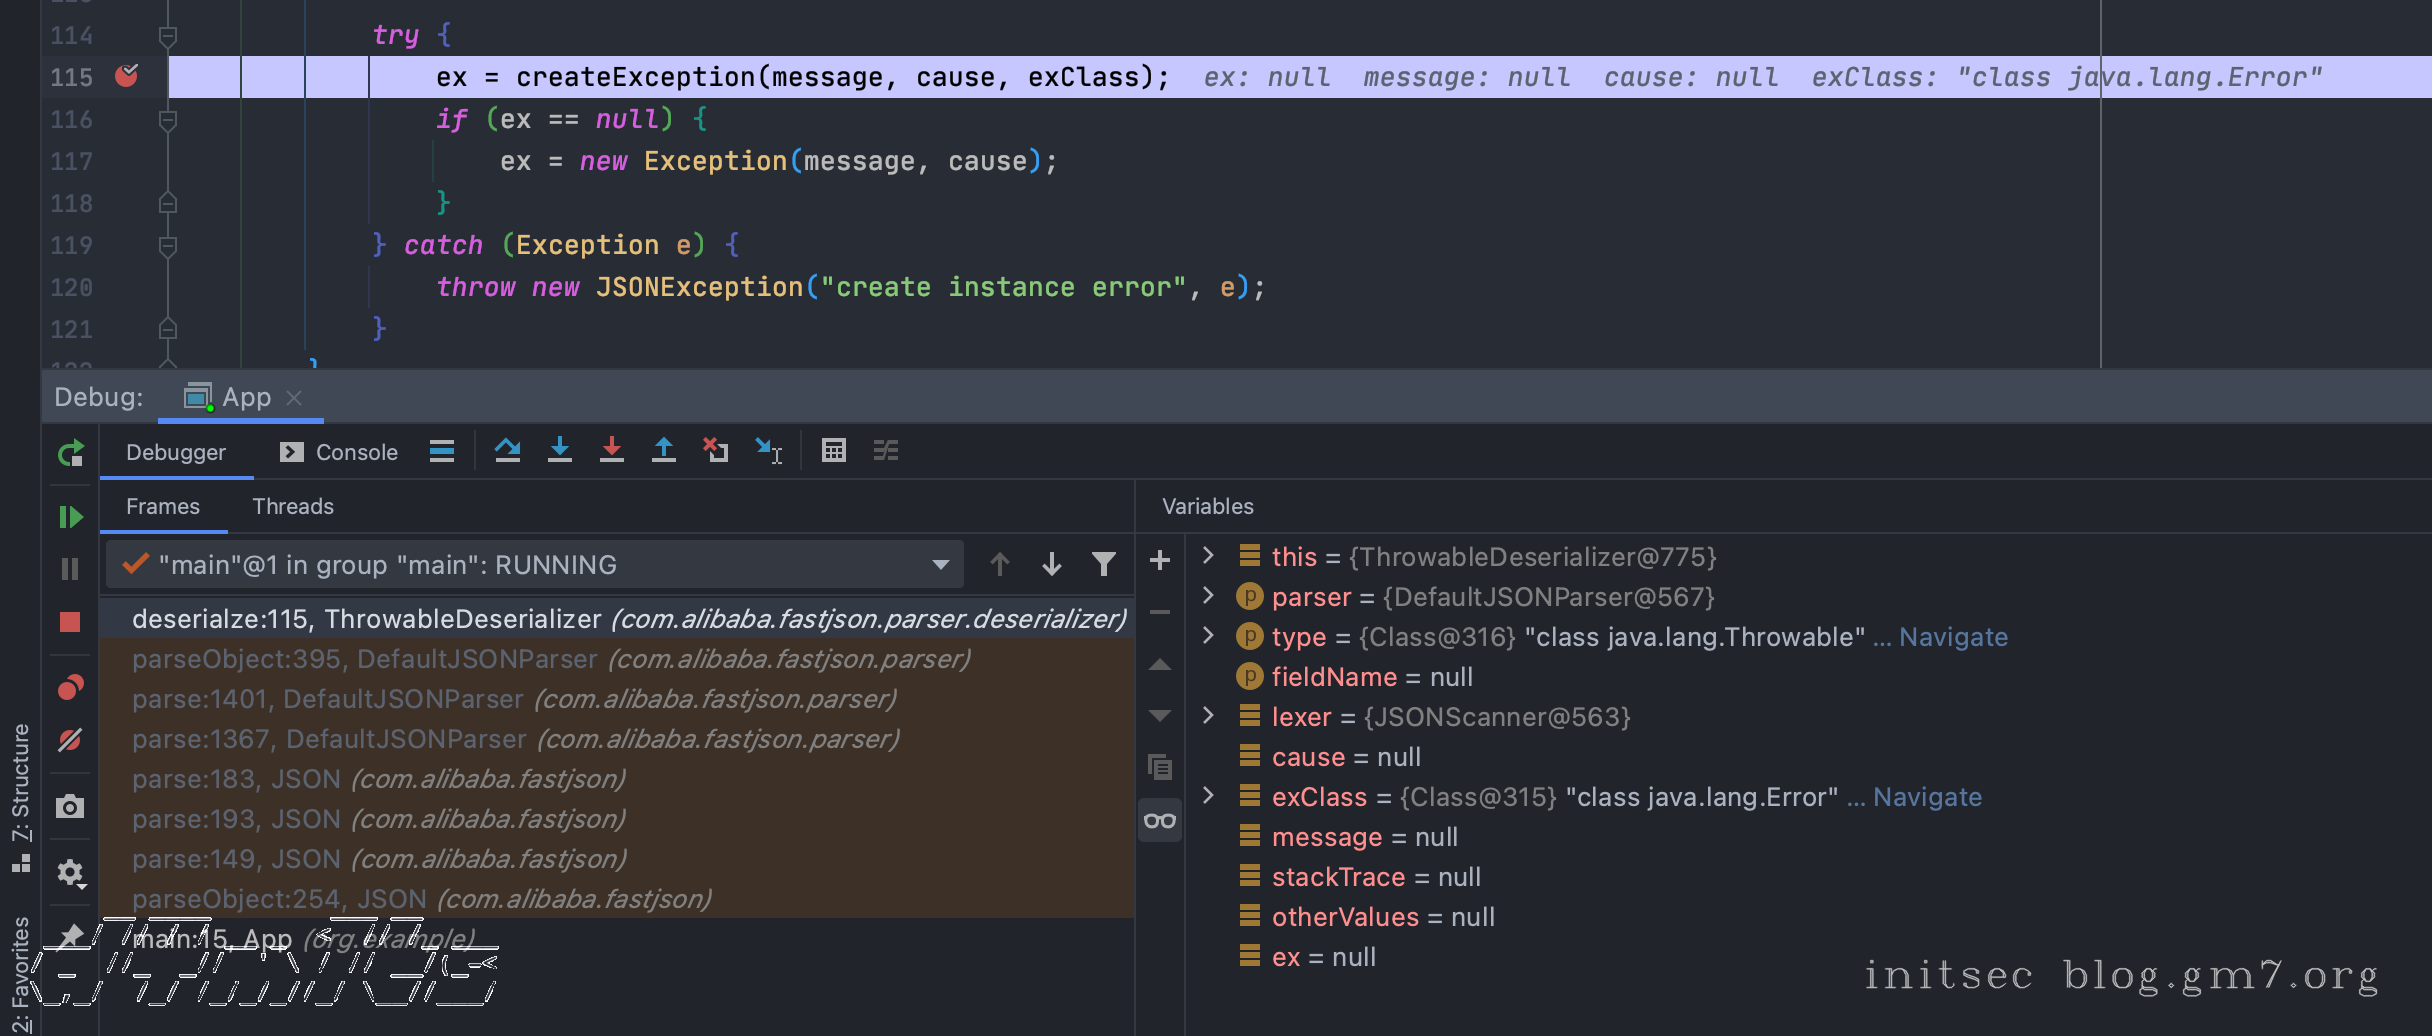 114 try {
115 ex = createException(message, cause, exClass); ex: null message: null cause: null exClass: "class java.lang.Error"
116 if (ex == null) {
117 ex = new Exception(message, cause);
118 }
119 } catch (Exception e) {
120 throw new JSONException("create instance error", e);
121 }
}
Debug: App
Debugger Console
Frames Threads
"main"@1 in group "main": RUNNING
deserialze:115, ThrowableDeserializer (com.alibaba.fastjson.parser.deserializer)
parseObject:395, DefaultJSONParser (com.alibaba.fastjson.parser)
parse:1401, DefaultJSONParser (com.alibaba.fastjson.parser)
parse:1367, DefaultJSONParser (com.alibaba.fastjson.parser)
parse:183, JSON (com.alibaba.fastjson)
parse:193, JSON (com.alibaba.fastjson)
parse:149, JSON (com.alibaba.fastjson)
parseObject:254, JSON (com.alibaba.fastjson)
main:15, App (org.example)
Variables
this = {ThrowableDeserializer@775}
p parser = {DefaultJSONParser@567}
p type = {Class@316} "class java.lang.Throwable" ... Navigate
p fieldName = null
lexer = {JSONScanner@563}
cause = null
exClass = {Class@315} "class java.lang.Error" ... Navigate
message = null
stackTrace = null
otherValues = null
ex = null
7: Structure
2: Favorites
initsec blog.gm7.org